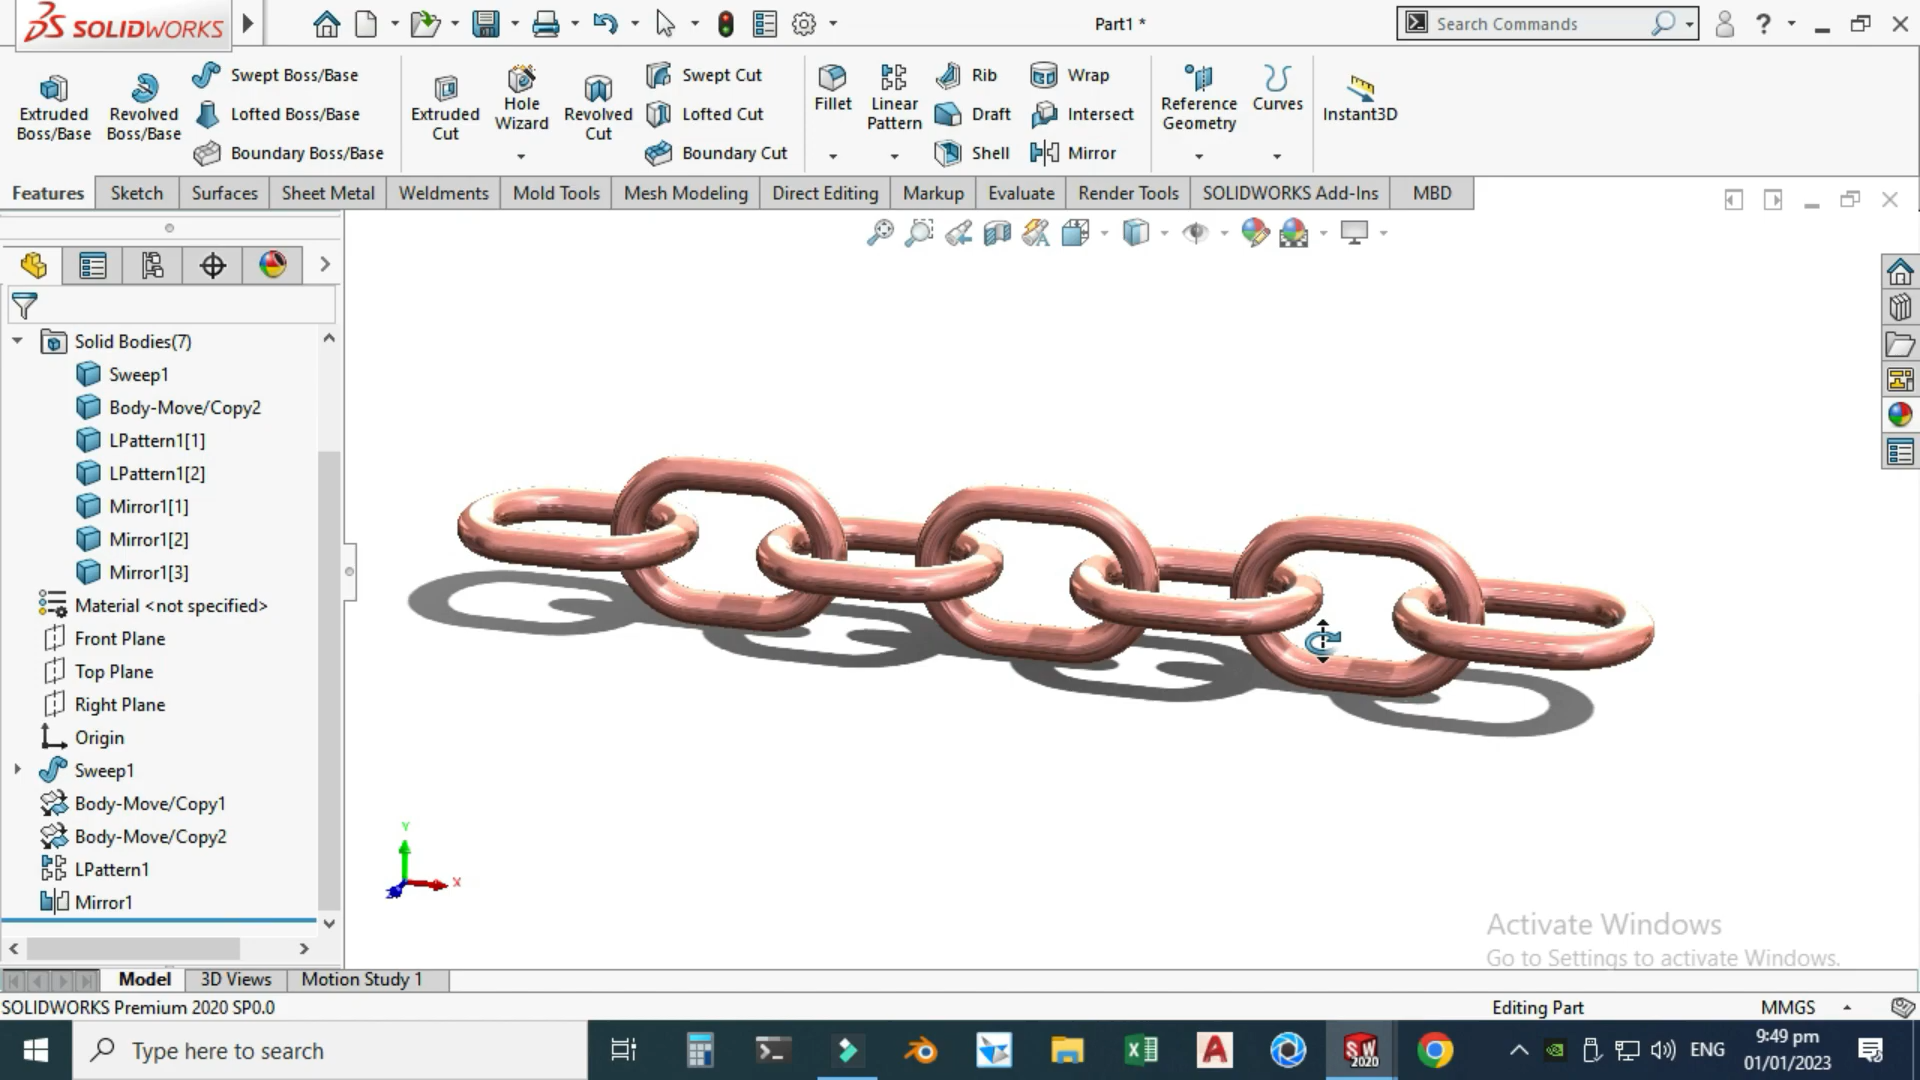 SOLIDWORKS
Part1 *
Search Commands
Extruded Boss/Base
Revolved Boss/Base
Swept Boss/Base
Lofted Boss/Base
Boundary Boss/Base
Extruded Cut
Hole Wizard
Revolved Cut
Swept Cut
Lofted Cut
Boundary Cut
Fillet
Linear Pattern
Rib
Draft
Shell
Wrap
Intersect
Mirror
Reference Geometry
Curves
Instant3D
Features
Sketch
Surfaces
Sheet Metal
Weldments
Mold Tools
Mesh Modeling
Direct Editing
Markup
Evaluate
Render Tools
SOLIDWORKS Add-Ins
MBD
Solid Bodies(7)
Sweep1
Body-Move/Copy2
LPattern1[1]
LPattern1[2]
Mirror1[1]
Mirror1[2]
Mirror1[3]
Material <not specified>
Front Plane
Top Plane
Right Plane
Origin
Sweep1
Body-Move/Copy1
Body-Move/Copy2
LPattern1
Mirror1
Y
X
Z
Activate Windows
Go to Settings to activate Windows.
Model
3D Views
Motion Study 1
SOLIDWORKS Premium 2020 SP0.0
Editing Part
MMGS
Type here to search
SW
2020
ENG
9:49 pm
01/01/2023